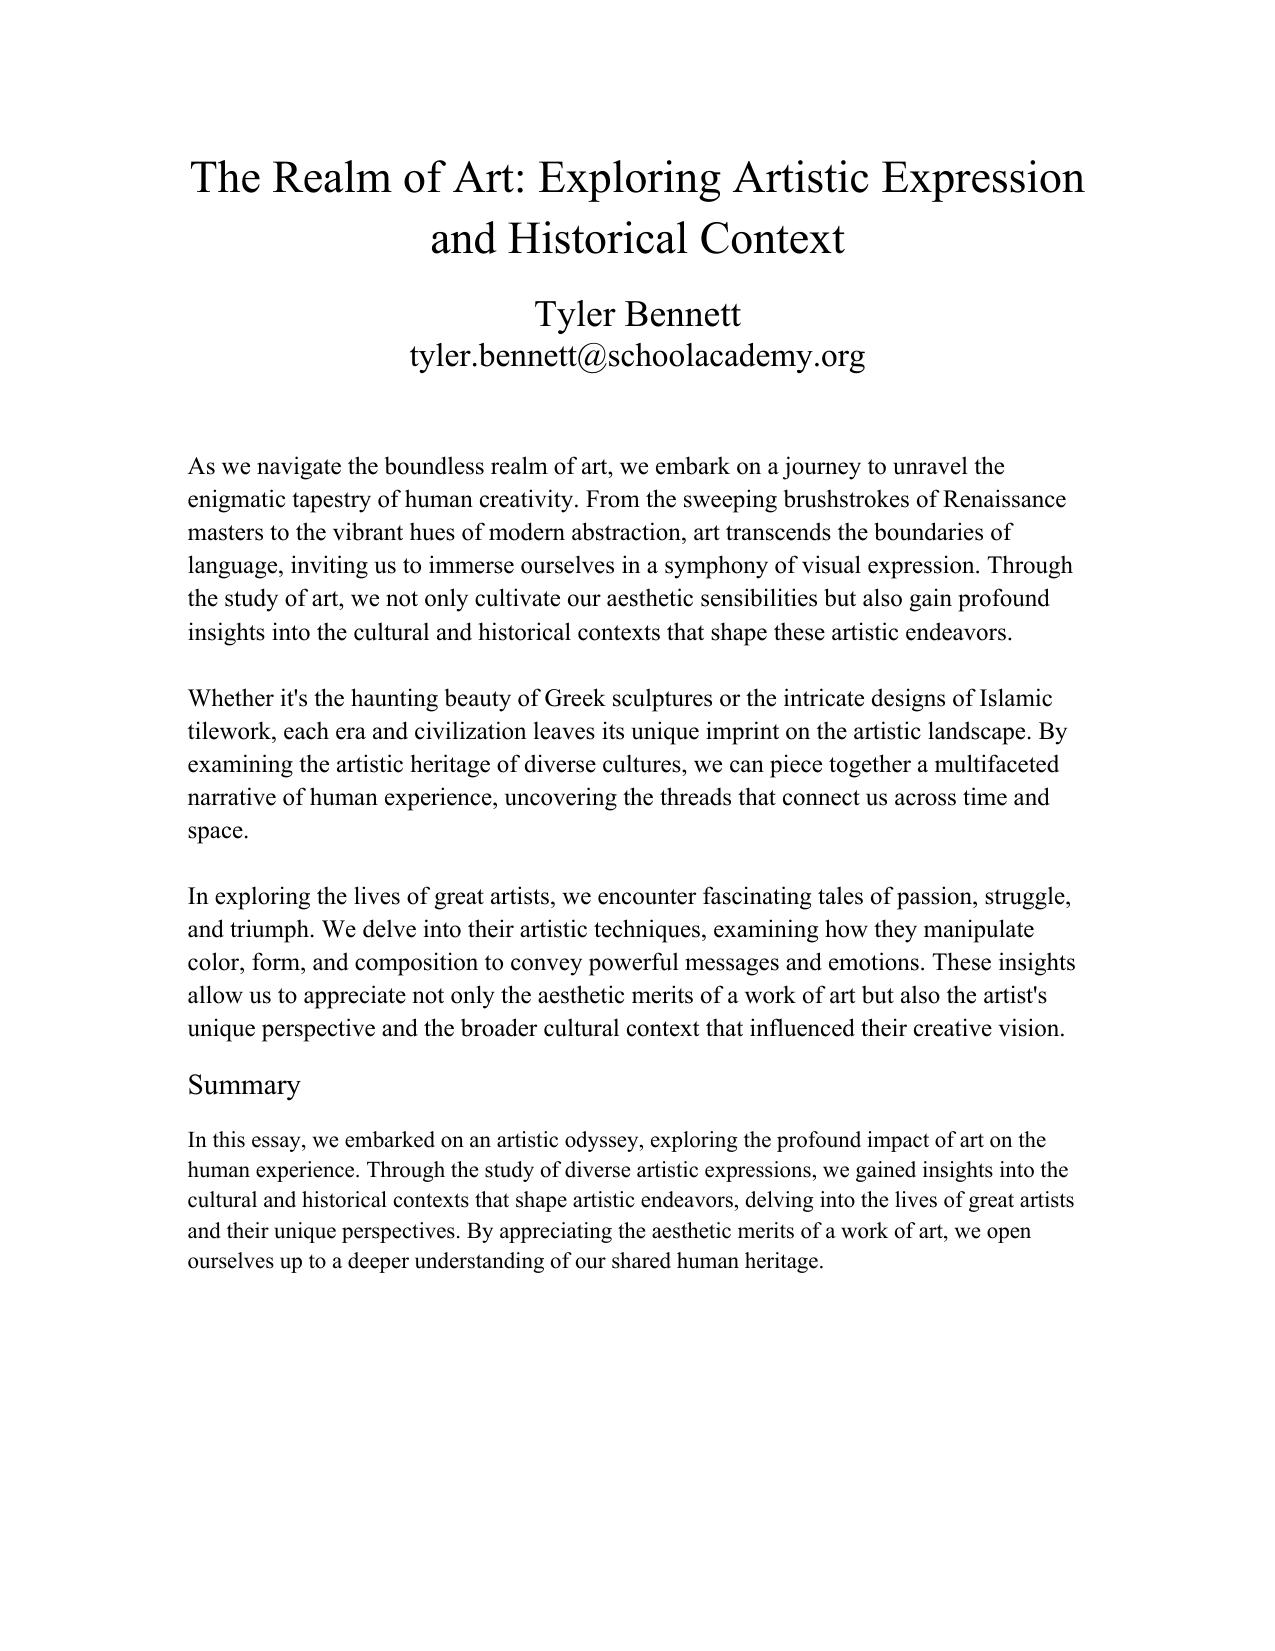 The Realm of Art: Exploring Artistic Expression
and Historical Context
Tyler Bennett
tyler.bennett@schoolacademy.org
As we navigate the boundless realm of art, we embark on a journey to unravel the
enigmatic tapestry of human creativity. From the sweeping brushstrokes of Renaissance
masters to the vibrant hues of modern abstraction, art transcends the boundaries of
language, inviting us to immerse ourselves in a symphony of visual expression. Through
the study of art, we not only cultivate our aesthetic sensibilities but also gain profound
insights into the cultural and historical contexts that shape these artistic endeavors.
Whether it's the haunting beauty of Greek sculptures or the intricate designs of Islamic
tilework, each era and civilization leaves its unique imprint on the artistic landscape. By
examining the artistic heritage of diverse cultures, we can piece together a multifaceted
narrative of human experience, uncovering the threads that connect us across time and
space.
In exploring the lives of great artists, we encounter fascinating tales of passion, struggle,
and triumph. We delve into their artistic techniques, examining how they manipulate
color, form, and composition to convey powerful messages and emotions. These insights
allow us to appreciate not only the aesthetic merits of a work of art but also the artist's
unique perspective and the broader cultural context that influenced their creative vision.
Summary
In this essay, we embarked on an artistic odyssey, exploring the profound impact of art on the
human experience. Through the study of diverse artistic expressions, we gained insights into the
cultural and historical contexts that shape artistic endeavors, delving into the lives of great artists
and their unique perspectives. By appreciating the aesthetic merits of a work of art, we open
ourselves up to a deeper understanding of our shared human heritage.